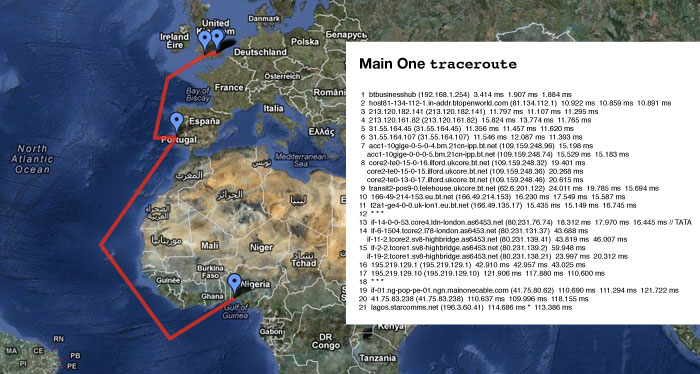 Danmark
United
Kingdom
Ireland
Éire
Polska
Беларусь
Deutschland
France
Österreich
România
Bay of
Biscay
Italia
España
Portugal
Ελλάς
North
Atlantic
Ocean
Mediterranean
Sea
تونس
المغرب
الجزائر
ليبيا
الصحراء
الغربية
موريتانيا
Mali
Niger
Tchad
Burkina
Faso
Guinée
Ghana
Nigeria
Gulf of
Guinea
Gabon
DR
Congo
Kenya
Tanzania
RN
PB
PE
CE
PI
MA
PA
Main One traceroute
1 btbusinesshub (192.168.1.254) 3.414 ms 1.907 ms 1.884 ms
2 host81-134-112-1.in-addr.btopenworld.com (81.134.112.1) 10.922 ms 10.859 ms 10.891 ms
3 213.120.182.141 (213.120.182.141) 11.797 ms 11.107 ms 11.295 ms
4 213.120.161.82 (213.120.161.82) 15.824 ms 13.774 ms 11.765 ms
5 31.55.164.45 (31.55.164.45) 11.356 ms 11.457 ms 11.620 ms
6 31.55.164.107 (31.55.164.107) 11.546 ms 12.087 ms 11.393 ms
7 acc1-10gige-0-5-0-4.bm.21cn-ipp.bt.net (109.159.248.96) 15.198 ms
acc1-10gige-0-0-0-5.bm.21cn-ipp.bt.net (109.159.248.74) 15.529 ms 15.183 ms
8 core2-te0-15-0-16.ilford.ukcore.bt.net (109.159.248.32) 19.401 ms
core2-te0-15-0-15.ilford.ukcore.bt.net (109.159.248.36) 20.268 ms
core2-te0-13-0-17.ilford.ukcore.bt.net (109.159.248.46) 20.615 ms
9 transit2-pos9-0.telehouse.ukcore.bt.net (62.6.201.122) 24.011 ms 19.785 ms 15.694 ms
10 166-49-214-153.eu.bt.net (166.49.214.153) 16.230 ms 17.549 ms 15.587 ms
11 t2a1-ge4-0-0.uk-lon1.eu.bt.net (166.49.135.17) 15.435 ms 15.149 ms 16.745 ms
12 * * *
13 if-14-0-0-53.core4.ldn-london.as6453.net (80.231.76.74) 18.312 ms 17.970 ms 16.445 ms // TATA
14 if-6-1504.tcore2.l78-london.as6453.net (80.231.131.37) 43.688 ms
if-11-2.tcore2.sv8-highbridge.as6453.net (80.231.139.41) 43.819 ms 46.007 ms
15 if-2-2.tcore1.sv8-highbridge.as6453.net (80.231.139.2) 59.948 ms
if-19-2.tcore1.sv8-highbridge.as6453.net (80.231.138.21) 23.997 ms 20.312 ms
16 195.219.129.1 (195.219.129.1) 42.910 ms 42.957 ms 43.025 ms
17 195.219.129.10 (195.219.129.10) 121.906 ms 117.880 ms 110.600 ms
18 * * *
19 if-01.ng-pop-pe-01.ngn.mainonecable.com (41.75.80.62) 110.690 ms 111.294 ms 121.722 ms
20 41.75.83.238 (41.75.83.238) 110.637 ms 109.996 ms 118.155 ms
21 lagos.starcomms.net (196.3.60.41) 114.686 ms * 113.386 ms